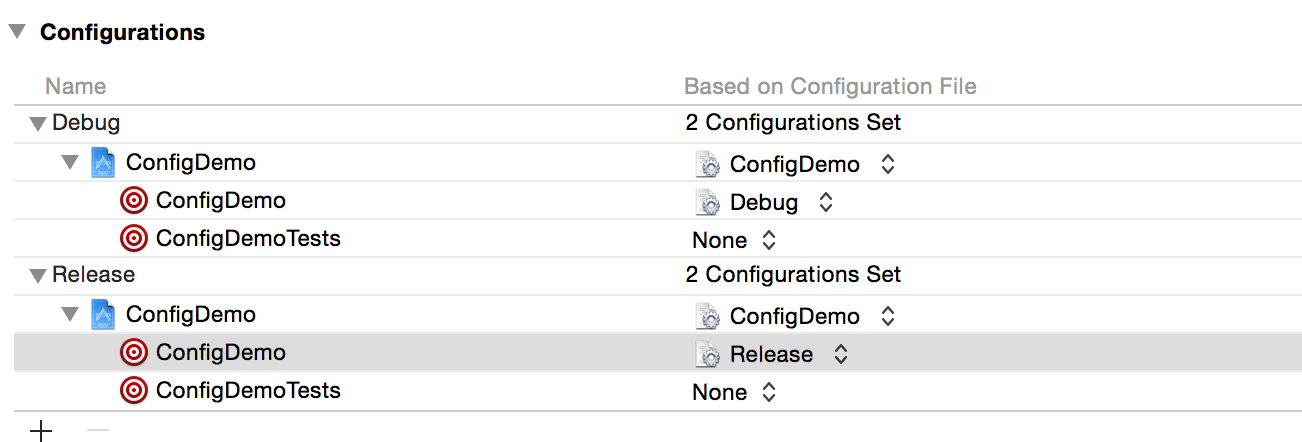 Configurations
Name Based on Configuration File
Debug 2 Configurations Set
ConfigDemo ConfigDemo
ConfigDemo Debug
ConfigDemoTests None
Release 2 Configurations Set
ConfigDemo ConfigDemo
ConfigDemo Release
ConfigDemoTests None